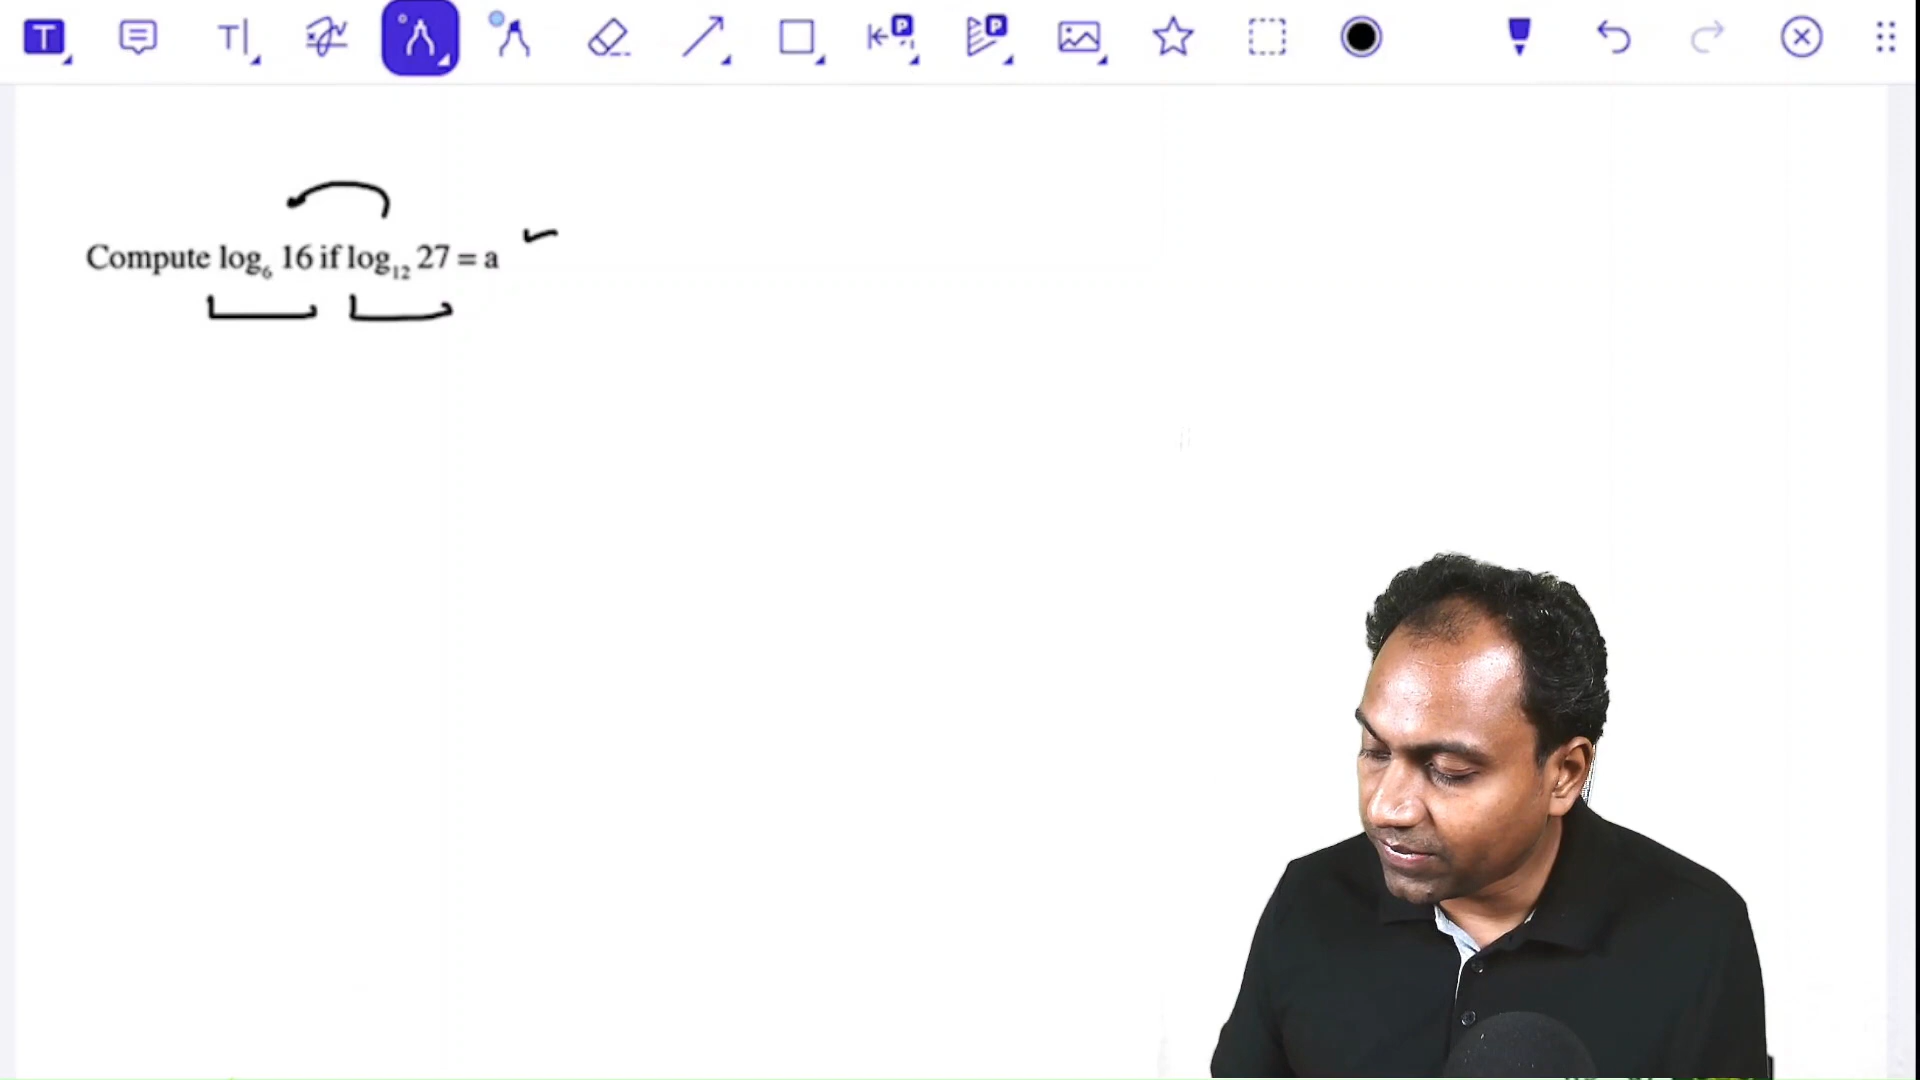 T T P P
Compute log₆ 16 if log₁₂ 27 = a